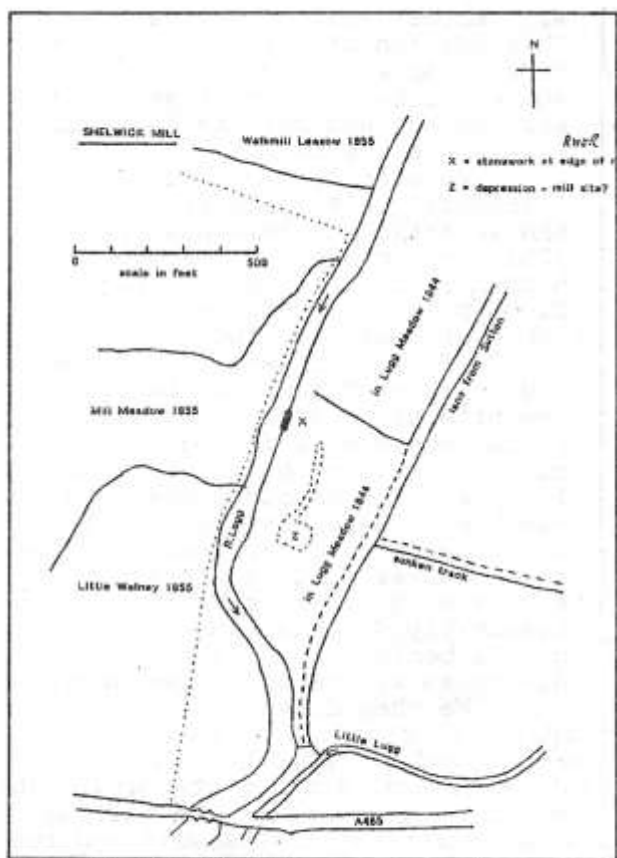 N
SHELWICK MILL
Walkmill Leasow 1855
RWSR
X = stonework at edge of r
Z = depression - mill site?
0
500
scale in feet
in Lugg Meadow 1844
lane from Sutton
Mill Meadow 1855
X
R. Lugg
Z
in Lugg Meadow 1844
sunken track
Little Walney 1855
Little Lugg
A465